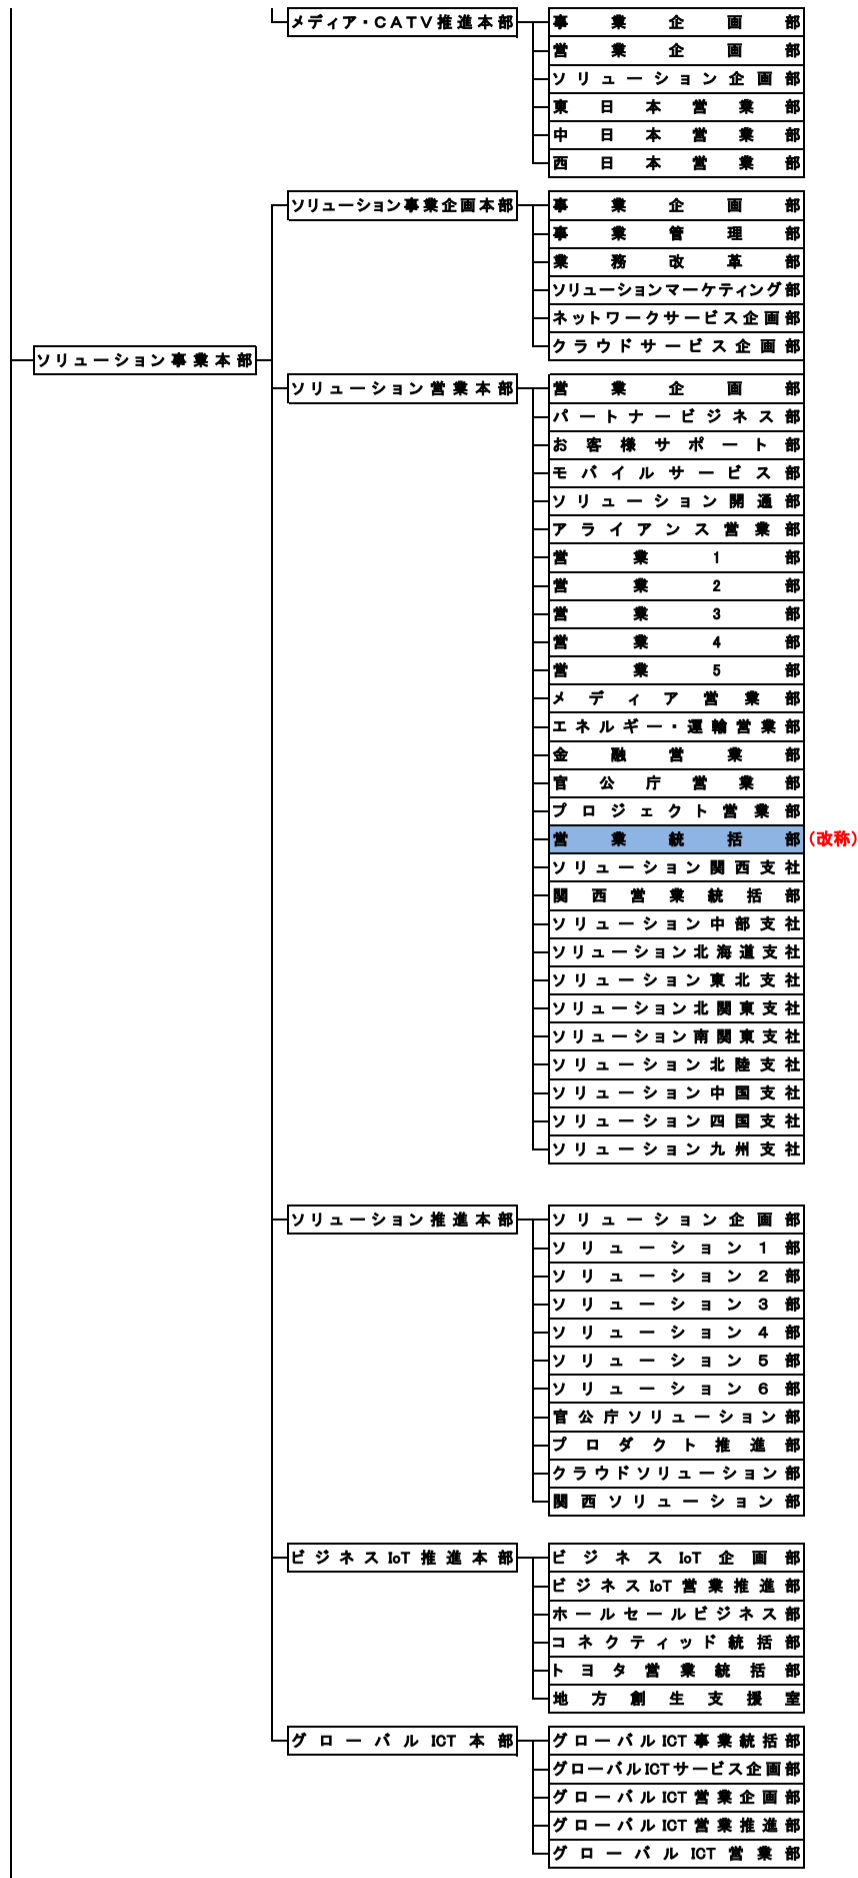 メディア・CATV推進本部
事業企画部
営業企画部
ソリューション企画部
東日本営業部
中日本営業部
西日本営業部
ソリューション事業本部
ソリューション事業企画本部
事業企画部
事業管理部
業務改革部
ソリューションマーケティング部
ネットワークサービス企画部
クラウドサービス企画部
ソリューション営業本部
営業企画部
パートナービジネス部
お客様サポート部
モバイルサービス部
ソリューション開通部
アライアンス営業部
営業1部
営業2部
営業3部
営業4部
営業5部
メディア営業部
エネルギー・運輸営業部
金融営業部
官公庁営業部
プロジェクト営業部
営業統括部 (改称)
ソリューション関西支社
関西営業統括部
ソリューション中部支社
ソリューション北海道支社
ソリューション東北支社
ソリューション北関東支社
ソリューション南関東支社
ソリューション北陸支社
ソリューション中国支社
ソリューション四国支社
ソリューション九州支社
ソリューション推進本部
ソリューション企画部
ソリューション1部
ソリューション2部
ソリューション3部
ソリューション4部
ソリューション5部
ソリューション6部
官公庁ソリューション部
プロダクト推進部
クラウドソリューション部
関西ソリューション部
ビジネスIoT推進本部
ビジネスIoT企画部
ビジネスIoT営業推進部
ホールセールビジネス部
コネクティッド統括部
トヨタ営業統括部
地方創生支援室
グローバルICT本部
グローバルICT事業統括部
グローバルICTサービス企画部
グローバルICT営業企画部
グローバルICT営業推進部
グローバルICT営業部